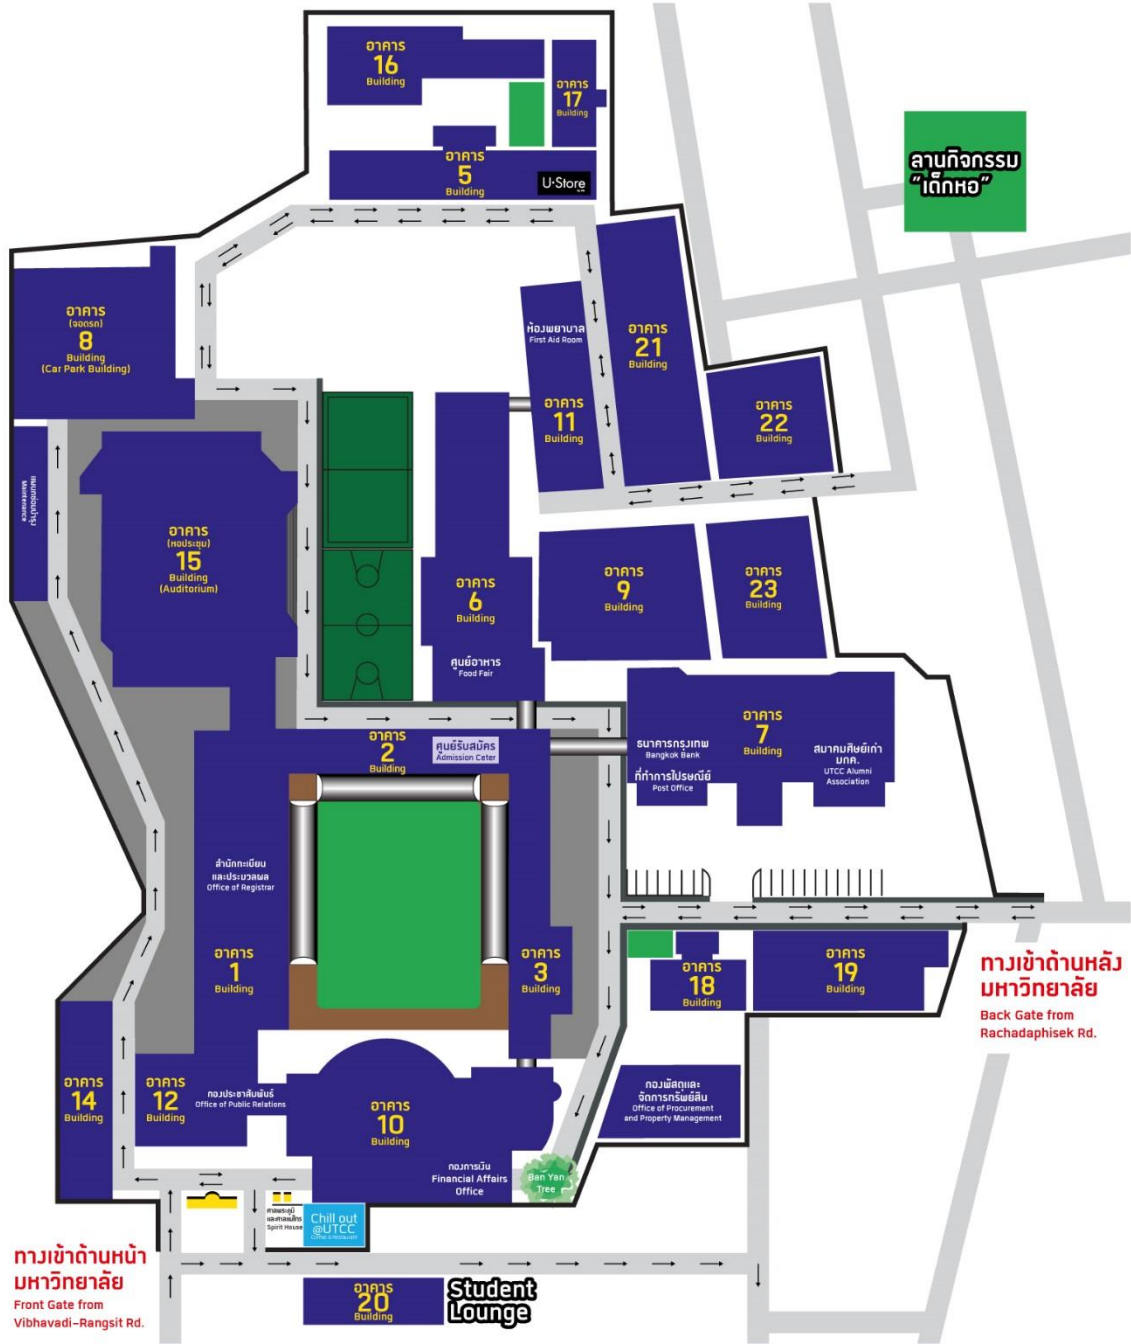 อาคาร
16
Building
อาคาร
17
Building
อาคาร
5
Building
U•Store
ลานกิจกรรม
"เด็กหอ"
อาคาร
(จอดรถ)
8
Building
(Car Park Building)
ห้องพยาบาล
First Aid Room
อาคาร
11
Building
อาคาร
21
Building
อาคาร
22
Building
แผนกซ่อมบำรุง
Maintenance
อาคาร
(หอประชุม)
15
Building
(Auditorium)
อาคาร
6
Building
ศูนย์อาหาร
Food Fair
อาคาร
9
Building
อาคาร
23
Building
อาคาร
2
Building
ศูนย์รับสมัคร
Admission Ceter
ธนาคารกรุงเทพ
Bangkok Bank
ที่ทำการไปรษณีย์
Post Office
อาคาร
7
Building
สมาคมศิษย์เก่า
มกค.
UTCC Alumni
Association
สำนักทะเบียน
และประมวลผล
Office of Registrar
อาคาร
1
Building
อาคาร
3
Building
อาคาร
18
Building
อาคาร
19
Building
ทางเข้าด้านหลัง
มหาวิทยาลัย
Back Gate from
Rachadaphisek Rd.
อาคาร
14
Building
อาคาร
12
Building
กองประชาสัมพันธ์
Office of Public Relations
อาคาร
10
Building
กองการเงิน
Financial Affairs
Office
กองพัสดุและ
จัดการทรัพย์สิน
Office of Procurement
and Property Management
Ban Yan
Tree
ศาลพระภูมิ
Spirit House
Chill out
@UTCC
ทางเข้าด้านหน้า
มหาวิทยาลัย
Front Gate from
Vibhavadi-Rangsit Rd.
อาคาร
20
Building
Student
Lounge